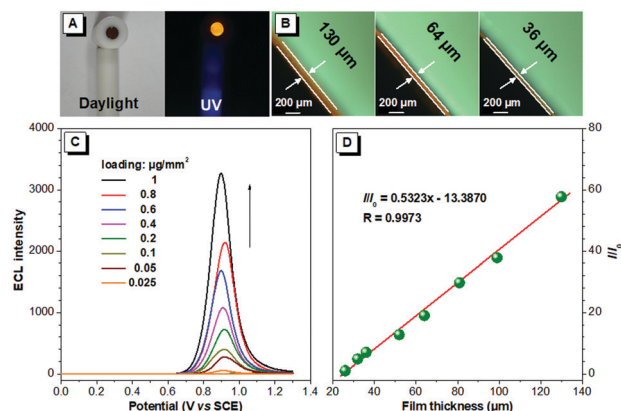 A
Daylight
UV
B
130 µm
200 µm
64 µm
200 µm
36 µm
200 µm
C
loading: µg/mm²
1
0.8
0.6
0.4
0.2
0.1
0.05
0.025
ECL intensity
4000
3000
2000
1000
0
0.0 0.2 0.4 0.6 0.8 1.0 1.2 1.4
Potential (V vs SCE)
D
I/I₀ = 0.5323x - 13.3870
R = 0.9973
80
60
40
20
0
I/I₀
20 40 60 80 100 120 140
Film thickness (µm)